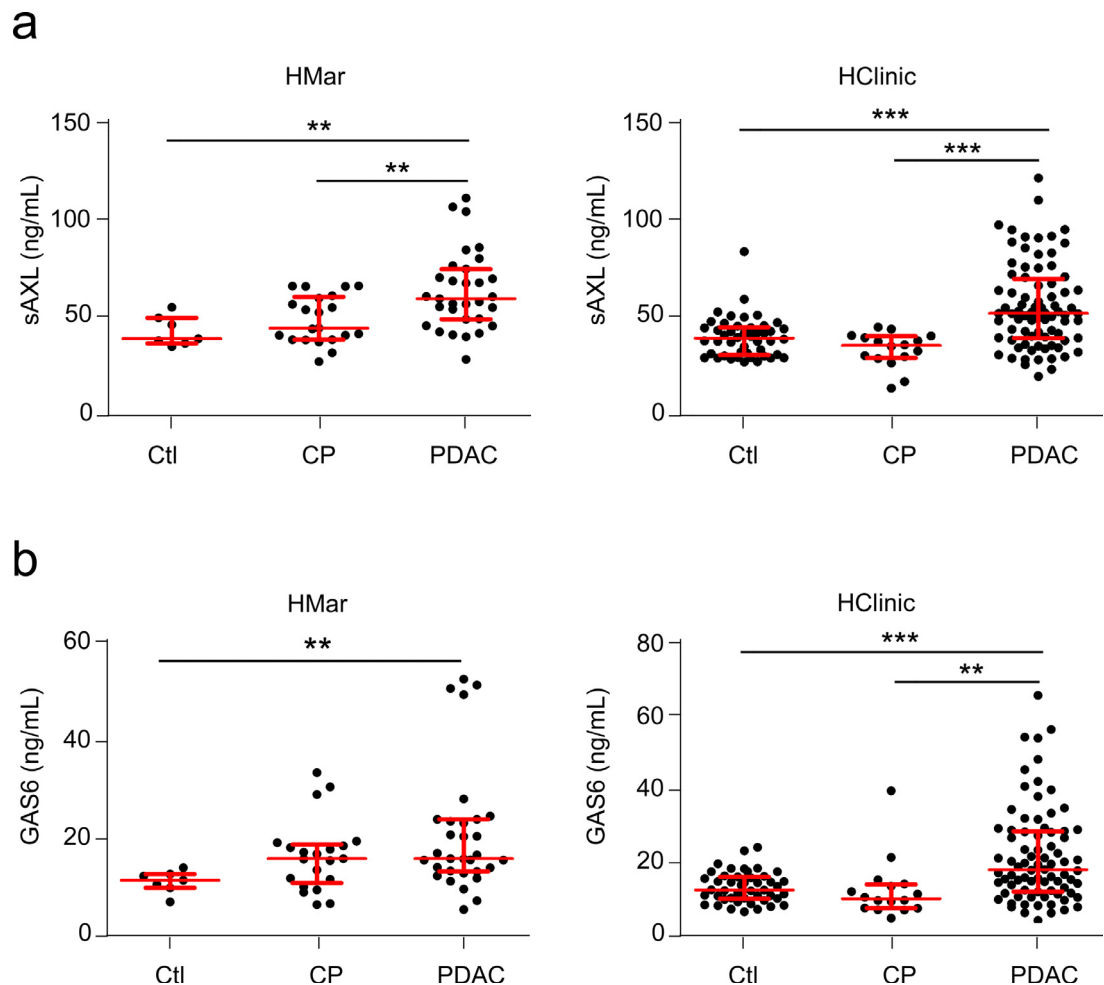 a
HMar
HClinic
sAXL (ng/mL)
150
100
50
0
**
**
Ctl
CP
PDAC
sAXL (ng/mL)
150
100
50
0
***
***
Ctl
CP
PDAC
b
HMar
HClinic
GAS6 (ng/mL)
60
40
20
0
**
Ctl
CP
PDAC
GAS6 (ng/mL)
80
60
40
20
0
***
**
Ctl
CP
PDAC